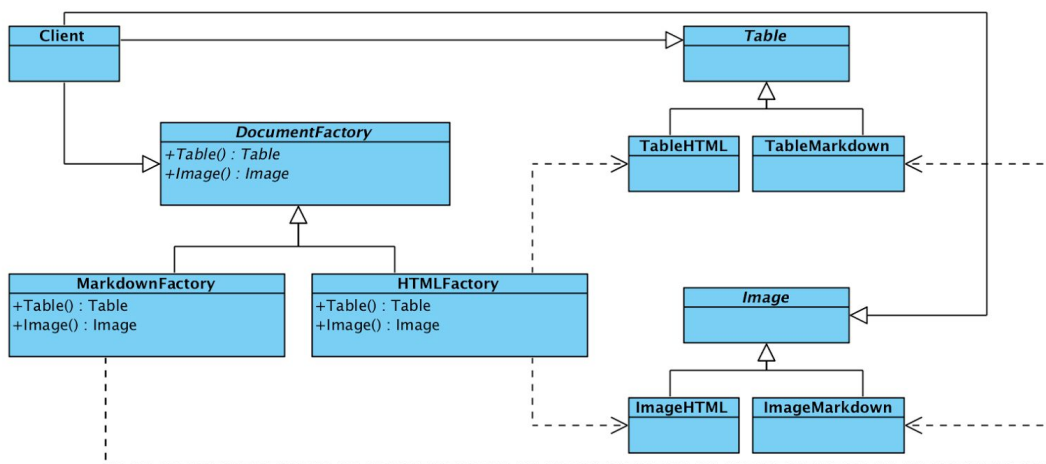 Client
Table
DocumentFactory
+Table() : Table
+Image() : Image
TableHTML
TableMarkdown
MarkdownFactory
+Table() : Table
+Image() : Image
HTMLFactory
+Table() : Table
+Image() : Image
Image
ImageHTML
ImageMarkdown